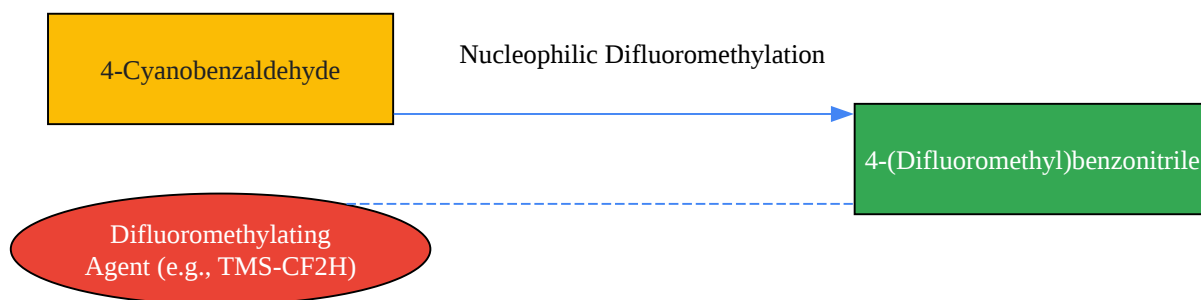 4-Cyanobenzaldehyde
Nucleophilic Difluoromethylation
4-(Difluoromethyl)benzonitrile
Difluoromethylating
Agent (e.g., TMS-CF2H)